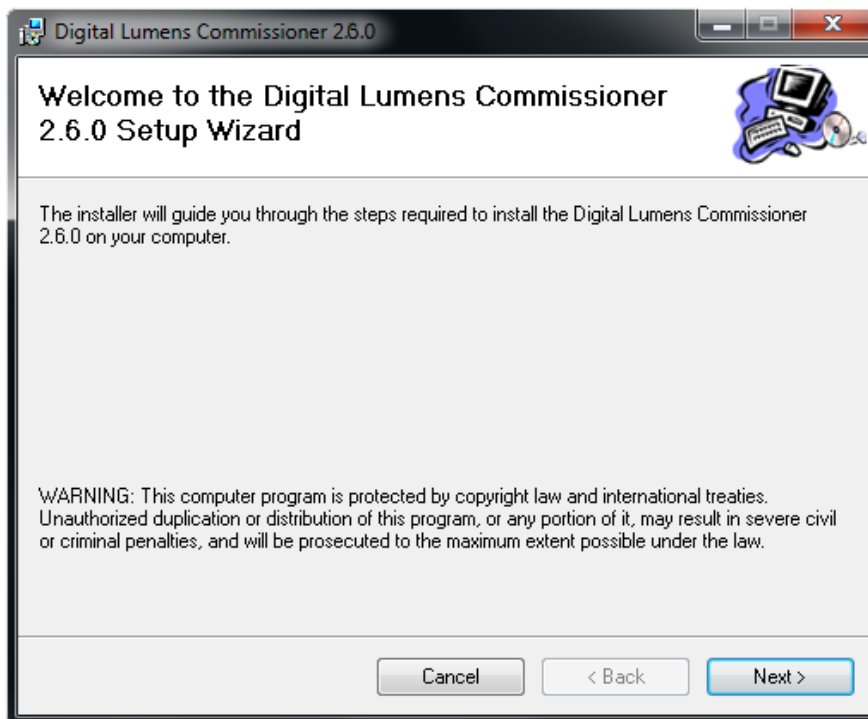 Digital Lumens Commissioner 2.6.0
Welcome to the Digital Lumens Commissioner
2.6.0 Setup Wizard
The installer will guide you through the steps required to install the Digital Lumens Commissioner
2.6.0 on your computer.
WARNING: This computer program is protected by copyright law and international treaties.
Unauthorized duplication or distribution of this program, or any portion of it, may result in severe civil
or criminal penalties, and will be prosecuted to the maximum extent possible under the law.
Cancel
< Back
Next >